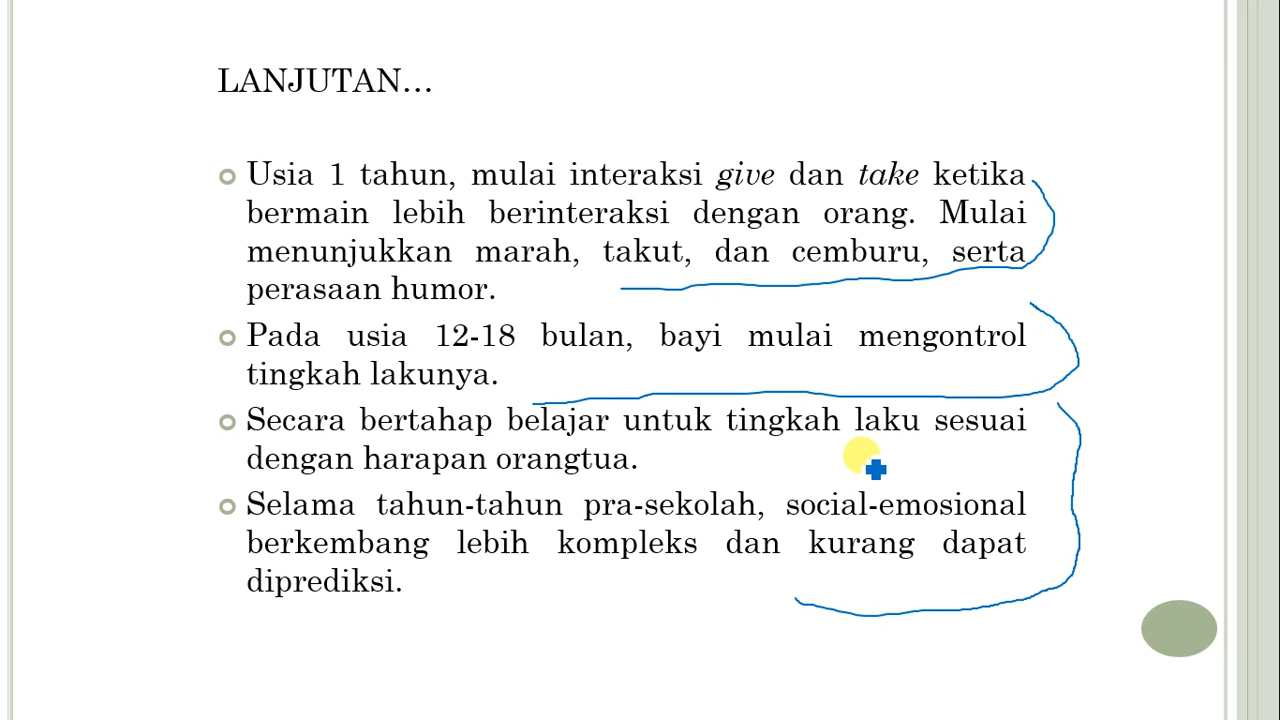 LANJUTAN...
Usia 1 tahun, mulai interaksi give dan take ketika
bermain lebih berinteraksi dengan orang. Mulai
menunjukkan marah, takut, dan cemburu, serta
perasaan humor.
Pada usia 12-18 bulan, bayi mulai mengontrol
tingkah lakunya.
Secara bertahap belajar untuk tingkah laku sesuai
dengan harapan orangtua.
Selama tahun-tahun pra-sekolah, social-emosional
berkembang lebih kompleks dan kurang dapat
diprediksi.